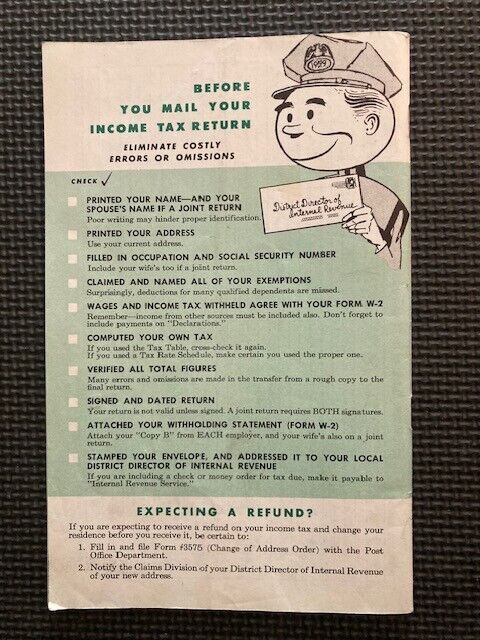 BEFORE
YOU MAIL YOUR
INCOME TAX RETURN
ELIMINATE COSTLY
ERRORS OR OMISSIONS
District Director of
Internal Revenue
CHECK
PRINTED YOUR NAME—AND YOUR
SPOUSE'S NAME IF A JOINT RETURN
Poor writing may hinder proper identification.
PRINTED YOUR ADDRESS
Use your current address.
FILLED IN OCCUPATION AND SOCIAL SECURITY NUMBER
Include your wife's too if a joint return.
CLAIMED AND NAMED ALL OF YOUR EXEMPTIONS
Surprisingly, deductions for many qualified dependents are missed.
WAGES AND INCOME TAX WITHHELD AGREE WITH YOUR FORM W-2
Remember—income from other sources must be included also. Don't forget to
include payments on "Declarations."
COMPUTED YOUR OWN TAX
If you used the Tax Table, cross-check it again.
If you used a Tax Rate Schedule, make certain you used the proper one.
VERIFIED ALL TOTAL FIGURES
Many errors and omissions are made in the transfer from a rough copy to the
final return.
SIGNED AND DATED RETURN
Your return is not valid unless signed. A joint return requires BOTH signatures.
ATTACHED YOUR WITHHOLDING STATEMENT (FORM W-2)
Attach your "Copy B" from EACH employer, and your wife's also on a joint
return.
STAMPED YOUR ENVELOPE, AND ADDRESSED IT TO YOUR LOCAL
DISTRICT DIRECTOR OF INTERNAL REVENUE
If you are including a check or money order for tax due, make it payable to
"Internal Revenue Service."
EXPECTING A REFUND?
If you are expecting to receive a refund on your income tax and change your
residence before you receive it, be certain to:
1. Fill in and file Form #3575 (Change of Address Order) with the Post
Office Department.
2. Notify the Claims Division of your District Director of Internal Revenue
of your new address.